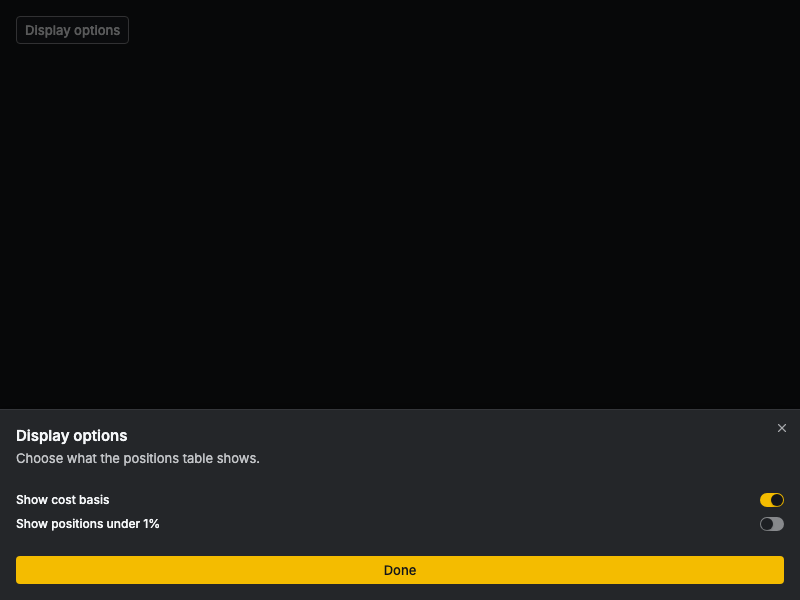 Display options
Display options
Choose what the positions table shows.
Show cost basis
Show positions under 1%
Done